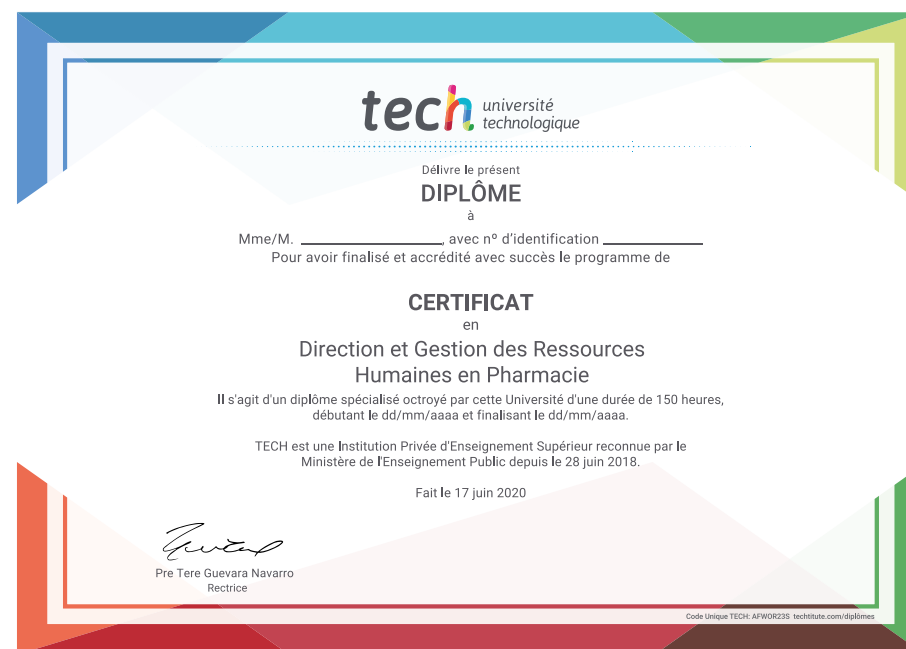 tech université
technologique
Délivre le présent
DIPLÔME
à
Mme/M. ____________________, avec nº d'identification ______________
Pour avoir finalisé et accrédité avec succès le programme de
CERTIFICAT
en
Direction et Gestion des Ressources
Humaines en Pharmacie
Il s'agit d'un diplôme spécialisé octroyé par cette Université d'une durée de 150 heures,
débutant le dd/mm/aaaa et finalisant le dd/mm/aaaa.
TECH est une Institution Privée d'Enseignement Supérieur reconnue par le
Ministère de l'Enseignement Public depuis le 28 juin 2018.
Fait le 17 juin 2020
Pre Tere Guevara Navarro
Rectrice
Code Unique TECH: AFWOR23S techtitute.com/diplômes